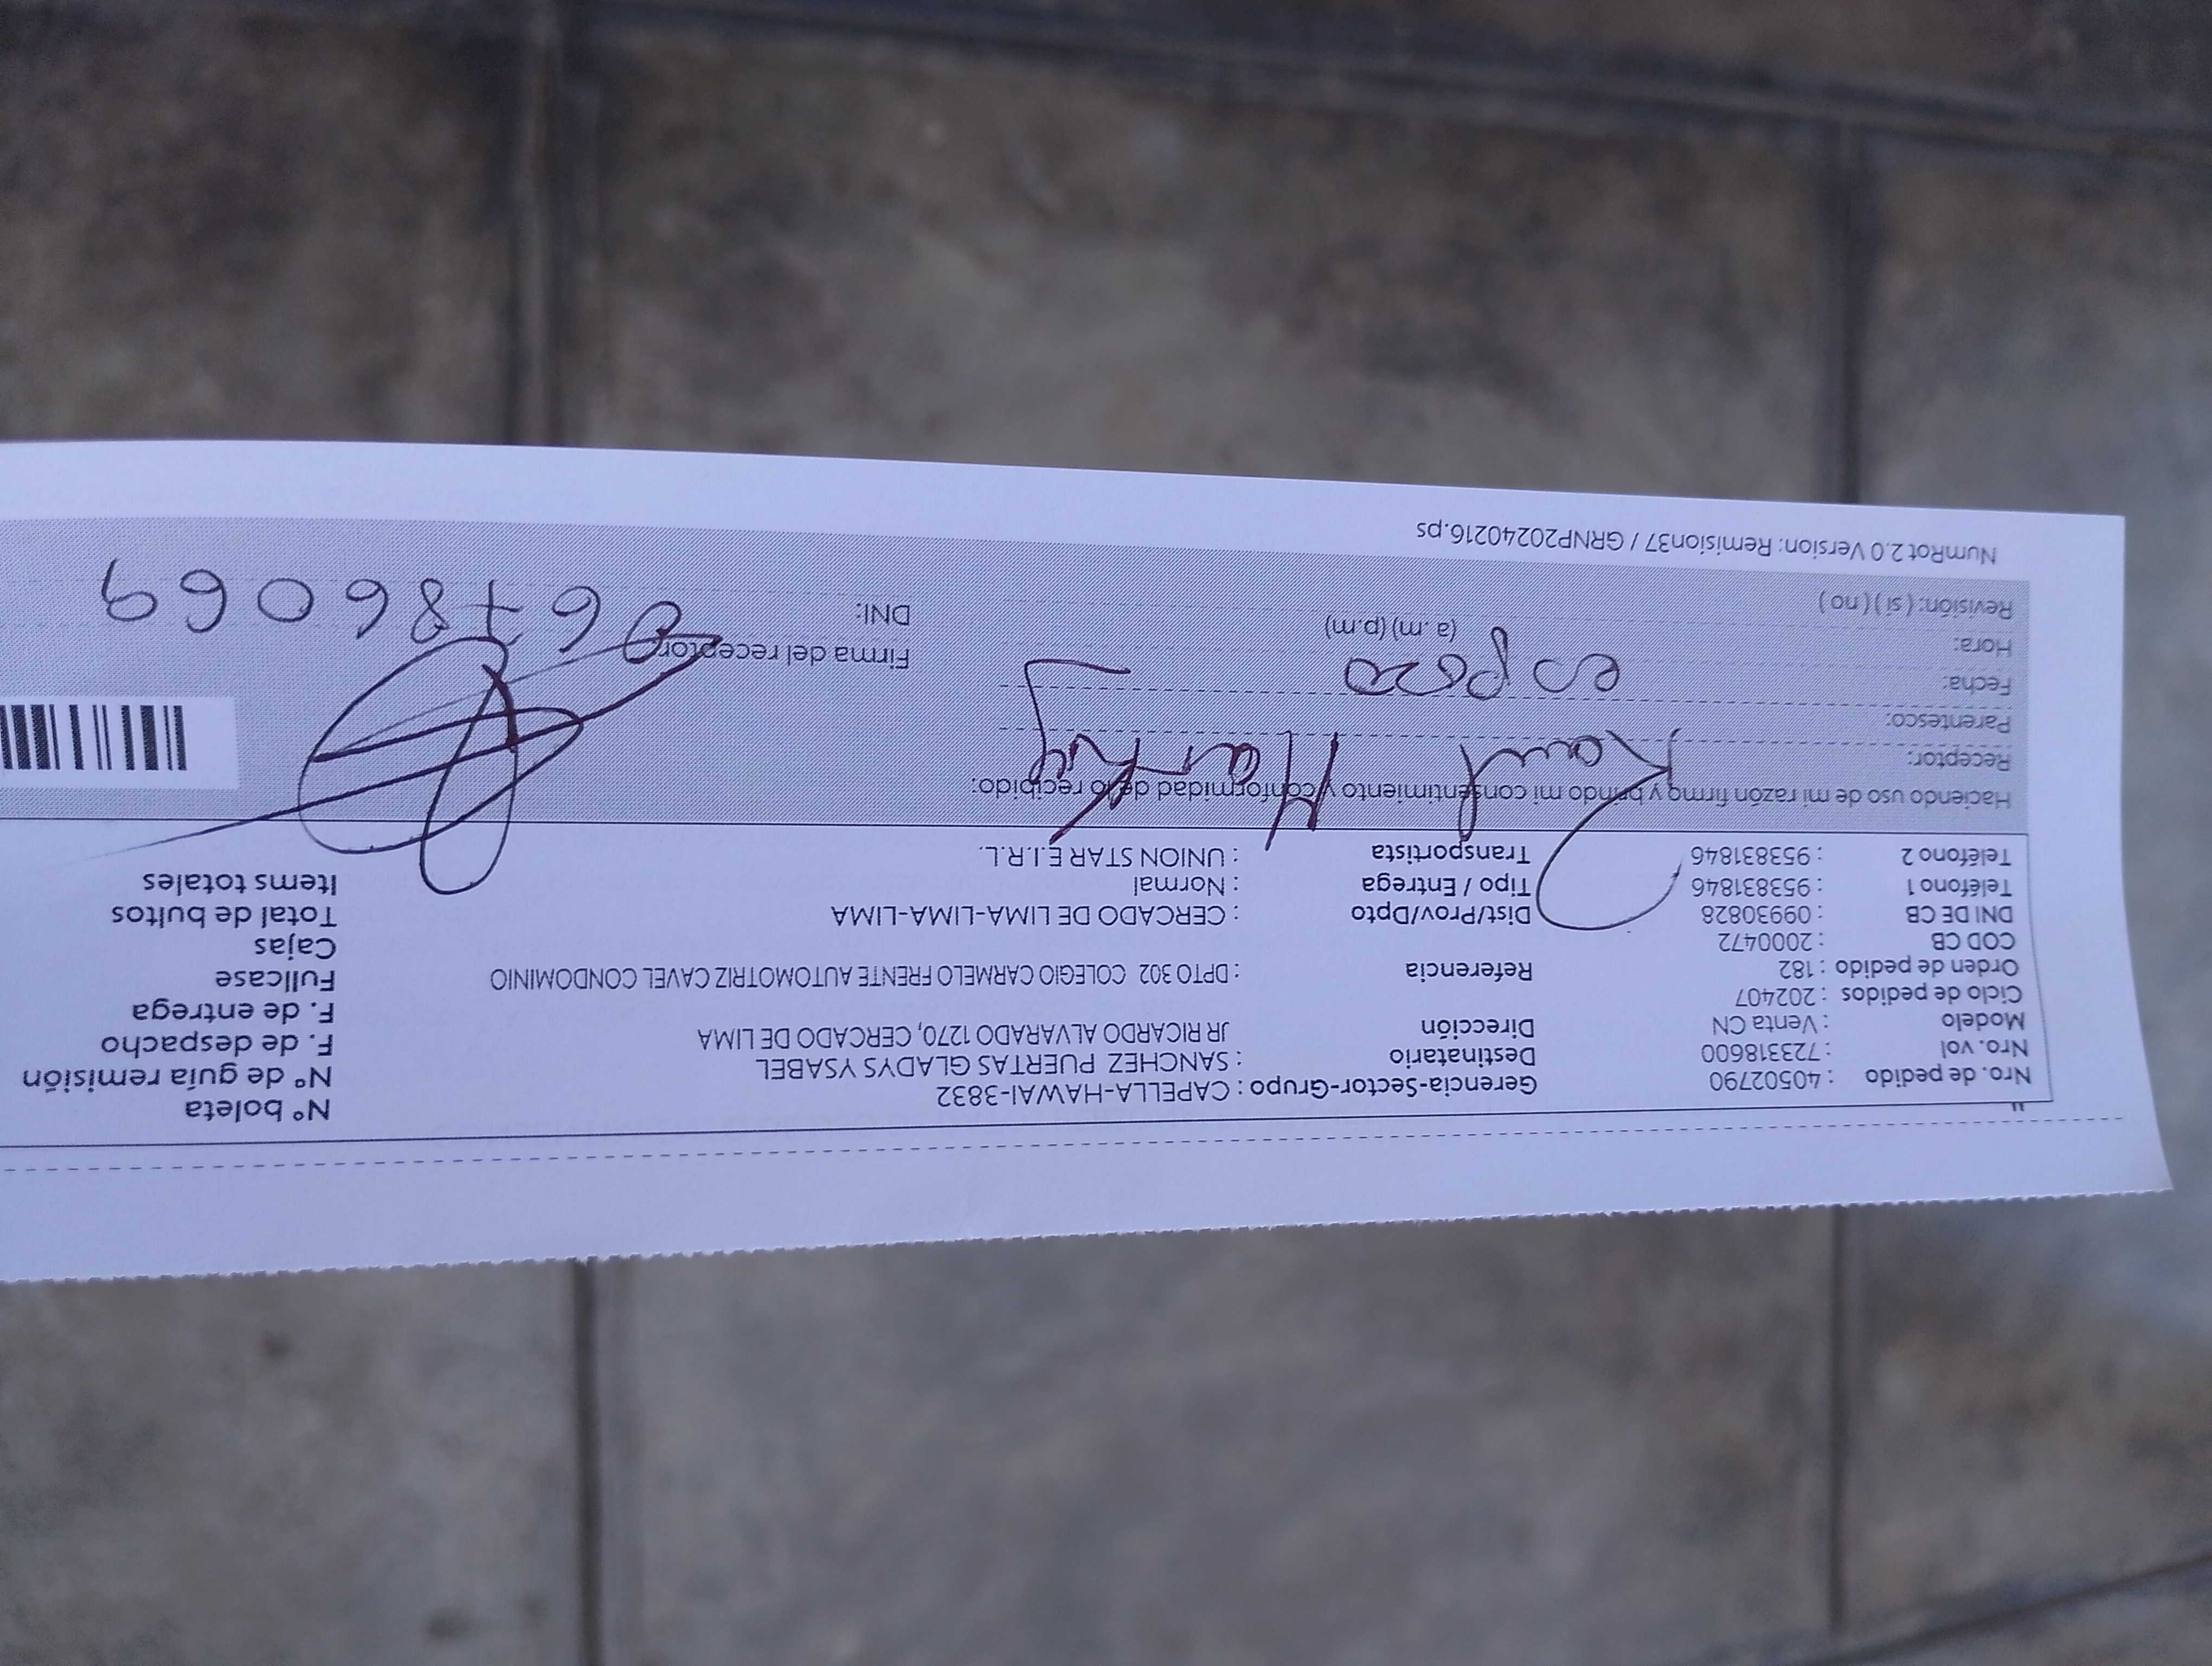 "
Nro. de pedido : 40502790 Gerencia-Sector-Grupo : CAPELLA-HAWAI-3832 N° boleta
Nro. vol : 723318600 Destinatario : SANCHEZ PUERTAS GLADYS YSABEL N° de guía remisión
Modelo : Venta CN Dirección JR RICARDO ALVARADO 1270, CERCADO DE LIMA F. de despacho
Ciclo de pedidos : 202407 F. de entrega
Orden de pedido : 182 Referencia : DPTO 302 COLEGIO CARMELO FRENTE AUTOMOTRIZ CAVEL CONDOMINIO Fullcase
COD CB : 2000472 Cajas
DNI DE CB : 09930828 Dist/Prov/Dpto : CERCADO DE LIMA-LIMA-LIMA Total de bultos
Teléfono 1 : 953831846 Tipo / Entrega : Normal Items totales
Teléfono 2 : 953831846 Transportista : UNION STAR E.I.R.L.
Haciendo uso de mi razón firmo y brindo mi consentimiento y conformidad de lo recibido:
Receptor: Raul
Parentesco:
Fecha: esposo
Firma del receptor
Hora: (a.m) (p.m)
DNI: 06786069
Revisión: ( si ) ( no )
NumRot 2.0 Version: Remision37 / GRNP20240216.ps